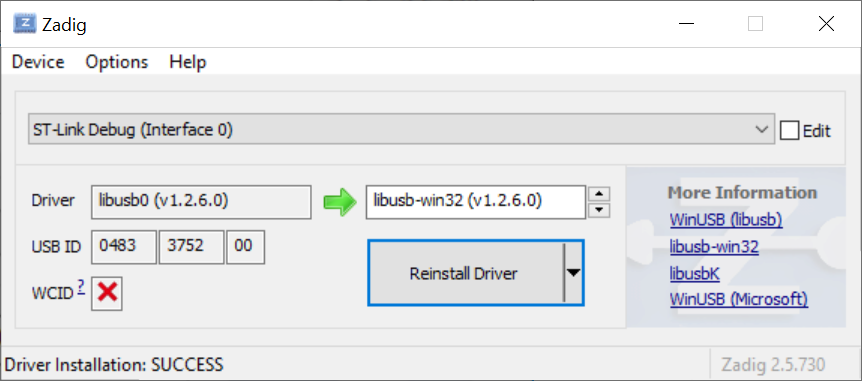 Zadig
Device Options Help
ST-Link Debug (Interface 0)
Edit
Driver libusb0 (v1.2.6.0) libusb-win32 (v1.2.6.0)
USB ID 0483 3752 00
WCID ?
Reinstall Driver
More Information
WinUSB (libusb)
libusb-win32
libusbK
WinUSB (Microsoft)
Driver Installation: SUCCESS
Zadig 2.5.730